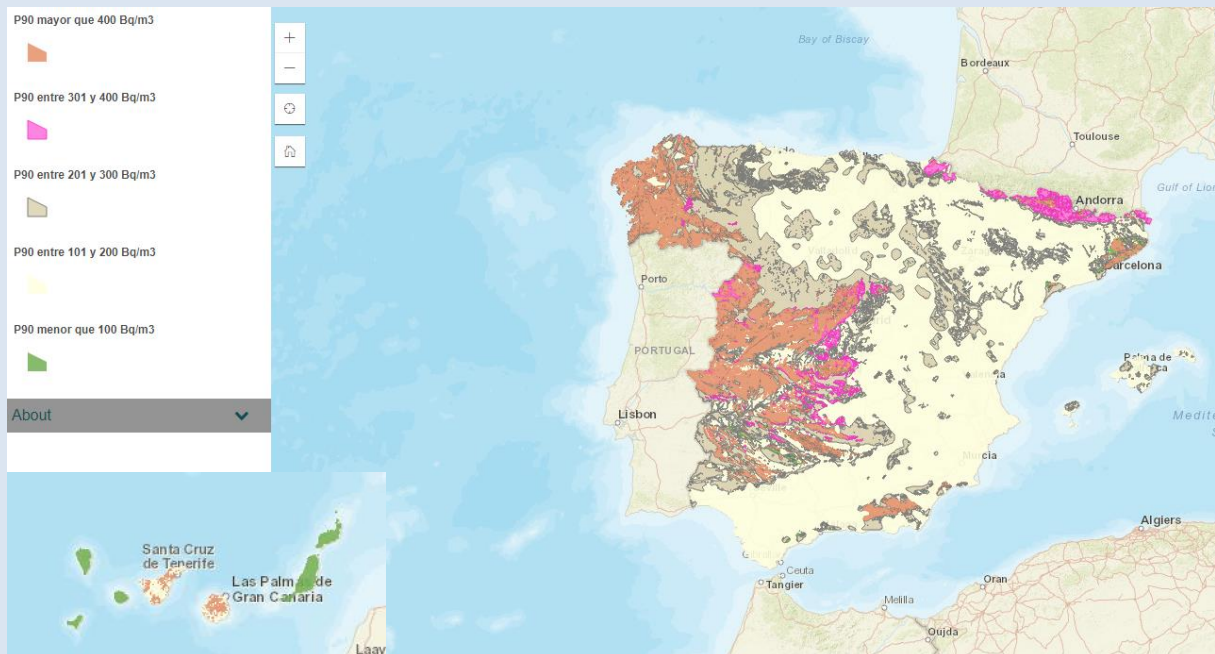 P90 mayor que 400 Bq/m3
P90 entre 301 y 400 Bq/m3
P90 entre 201 y 300 Bq/m3
P90 entre 101 y 200 Bq/m3
P90 menor que 100 Bq/m3
About
+
−
Bay of Biscay
Bordeaux
Toulouse
Andorra
Gulf of Lion
Porto
Valladolid
Barcelona
PORTUGAL
Palma de
Lisbon
Murcia
Algiers
Ceuta
Tangier
Oran
Melilla
Oujda
Santa Cruz
de Tenerife
Las Palmas de
Gran Canaria
Laay